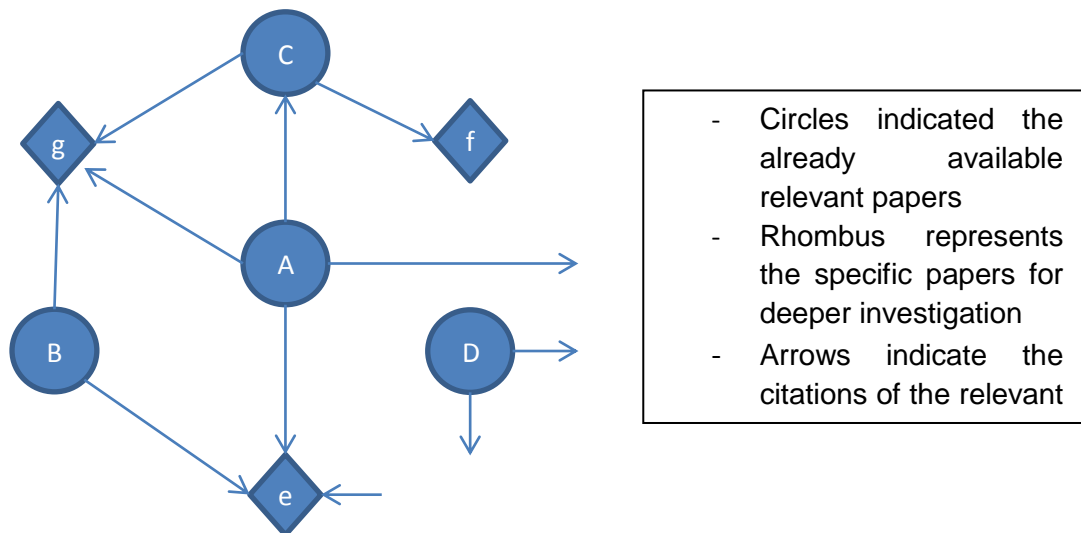 C
g
f
A
B
D
e
- Circles indicated the
already available
relevant papers
- Rhombus represents
the specific papers for
deeper investigation
- Arrows indicate the
citations of the relevant